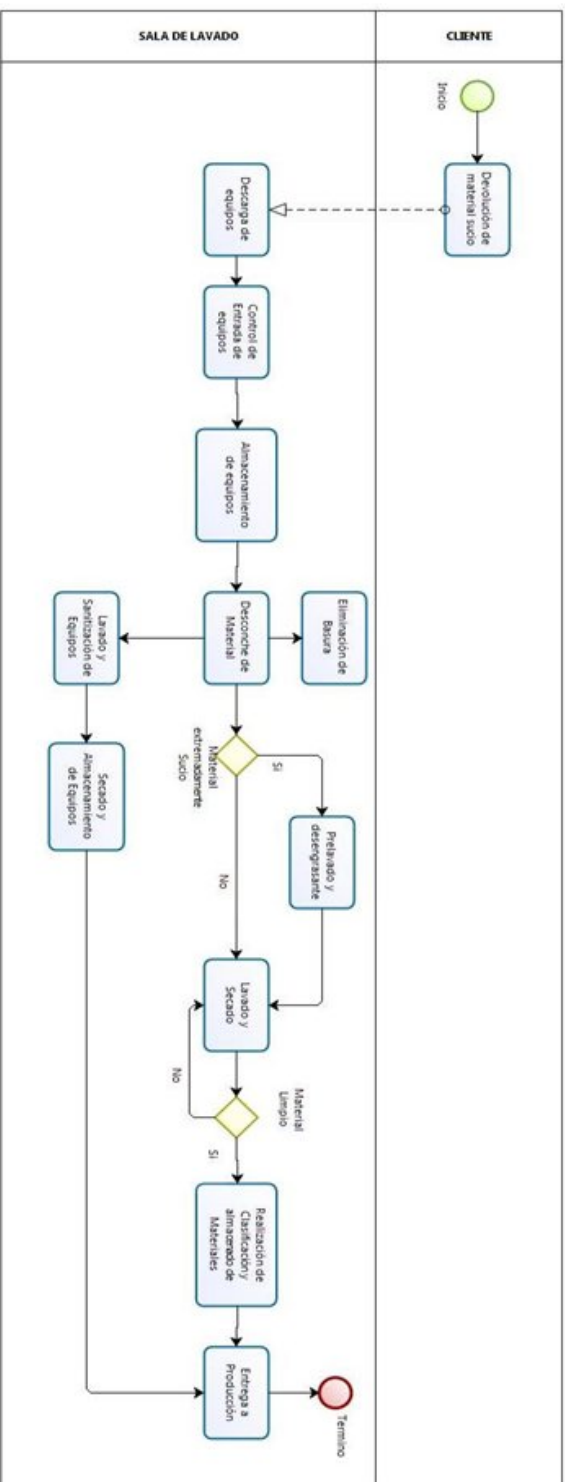 SALA DE LAVADO
CLIENTE
Inicio
Devolución de
material sucio
Descarga de
equipos
Control de
Entrada de
equipos
Almacenamiento
de equipos
Desconche de
Material
Eliminación de
Basura
Lavado y
Sanitización de
Equipos
Secado y
Almacenamiento
de Equipos
Material
extremadamente
Sucio
Si
No
Prelavado y
desengrasante
Lavado y
Secado
Material
Limpio
No
Si
Realización de
Clasificación y
almacenado de
Materiales
Entrega a
Producción
Termino